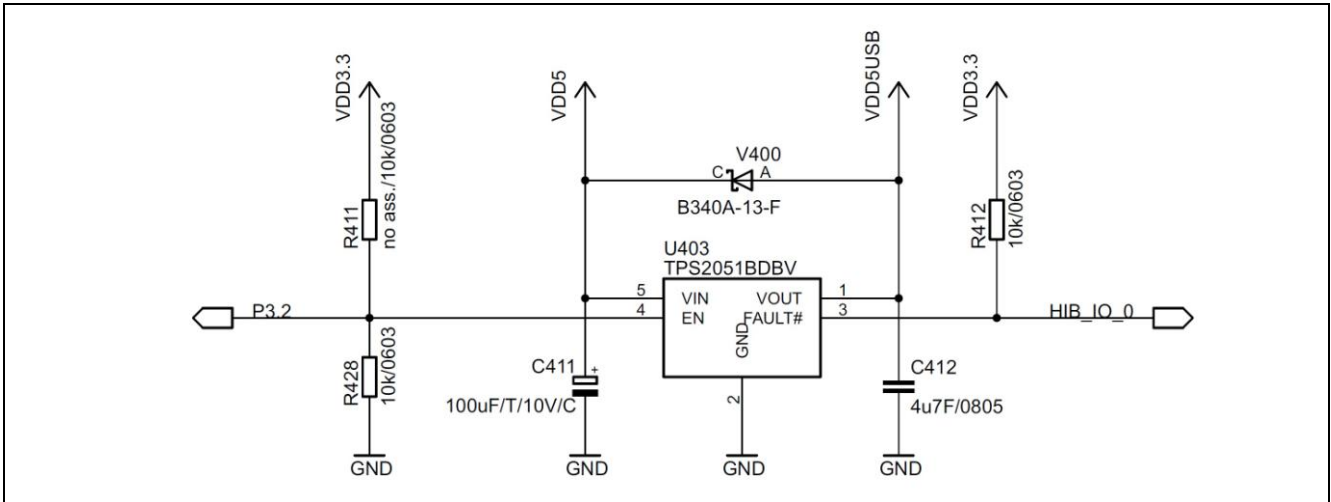 VDD3.3
VDD5
VDD5USB
VDD3.3
R411
no ass./10k/0603
V400
C
A
B340A-13-F
R412
10k/0603
U403
TPS2051BDBV
5
VIN
VOUT
1
P3.2
4
EN
FAULT#
3
HIB_IO_0
GND
R428
10k/0603
C411
+
100uF/T/10V/C
2
C412
4u7F/0805
GND
GND
GND
GND